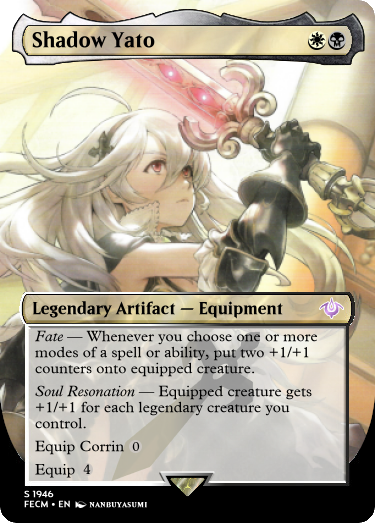 Shadow Yato
Legendary Artifact — Equipment
Fate — Whenever you choose one or more
modes of a spell or ability, put two +1/+1
counters onto equipped creature.
Soul Resonation — Equipped creature gets
+1/+1 for each legendary creature you
control.
Equip Corrin 0
Equip 4
S 1946
FECM • EN NANBUYASUMI